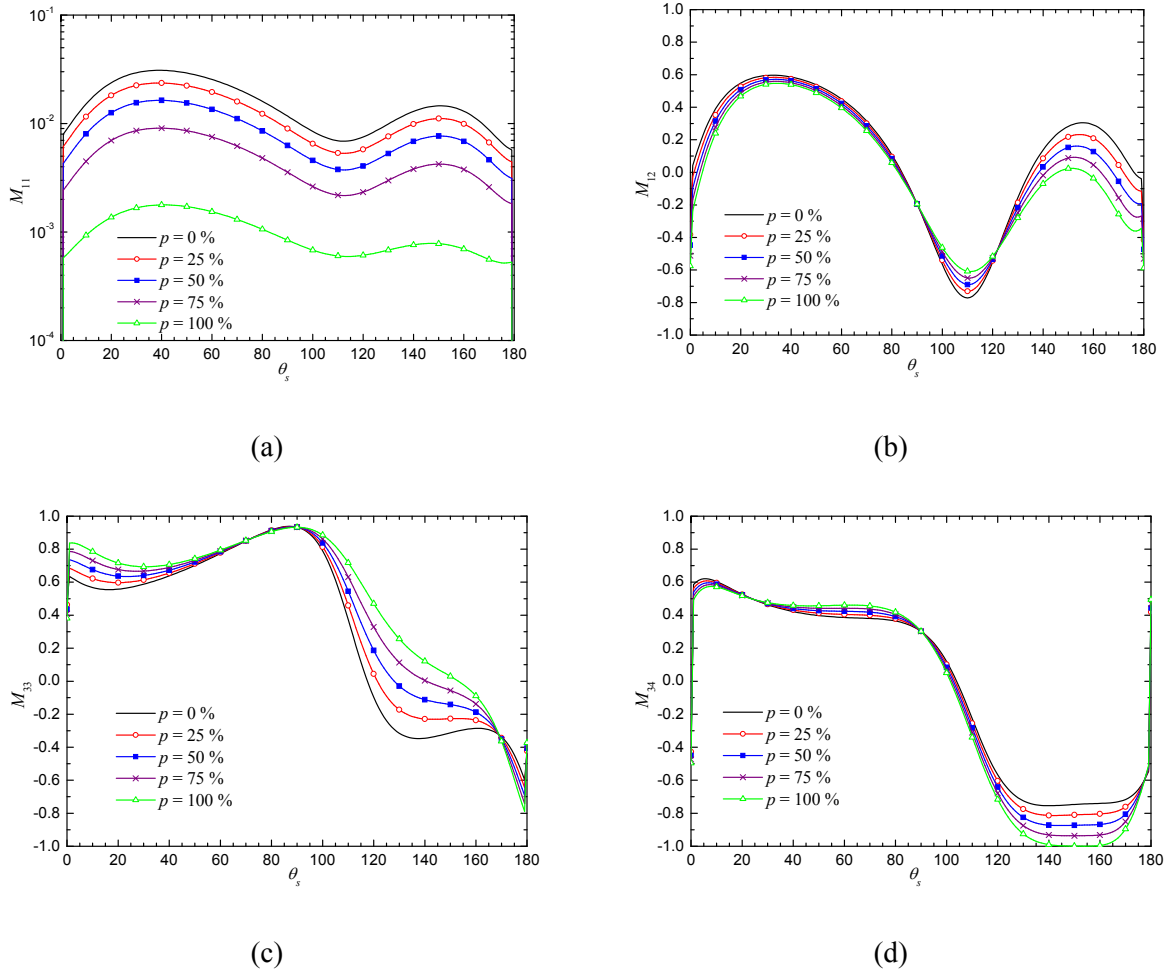 10⁻¹
10⁻²
10⁻³
10⁻⁴
M₁₁
p = 0 %
p = 25 %
p = 50 %
p = 75 %
p = 100 %
0 20 40 60 80 100 120 140 160 180
θₛ
(a)
1.0
0.8
0.6
0.4
0.2
0.0
-0.2
-0.4
-0.6
-0.8
-1.0
M₁₂
p = 0 %
p = 25 %
p = 50 %
p = 75 %
p = 100 %
0 20 40 60 80 100 120 140 160 180
θₛ
(b)
1.0
0.8
0.6
0.4
0.2
0.0
-0.2
-0.4
-0.6
-0.8
-1.0
M₃₃
p = 0 %
p = 25 %
p = 50 %
p = 75 %
p = 100 %
0 20 40 60 80 100 120 140 160 180
θₛ
(c)
1.0
0.8
0.6
0.4
0.2
0.0
-0.2
-0.4
-0.6
-0.8
-1.0
M₃₄
p = 0 %
p = 25 %
p = 50 %
p = 75 %
p = 100 %
0 20 40 60 80 100 120 140 160 180
θₛ
(d)